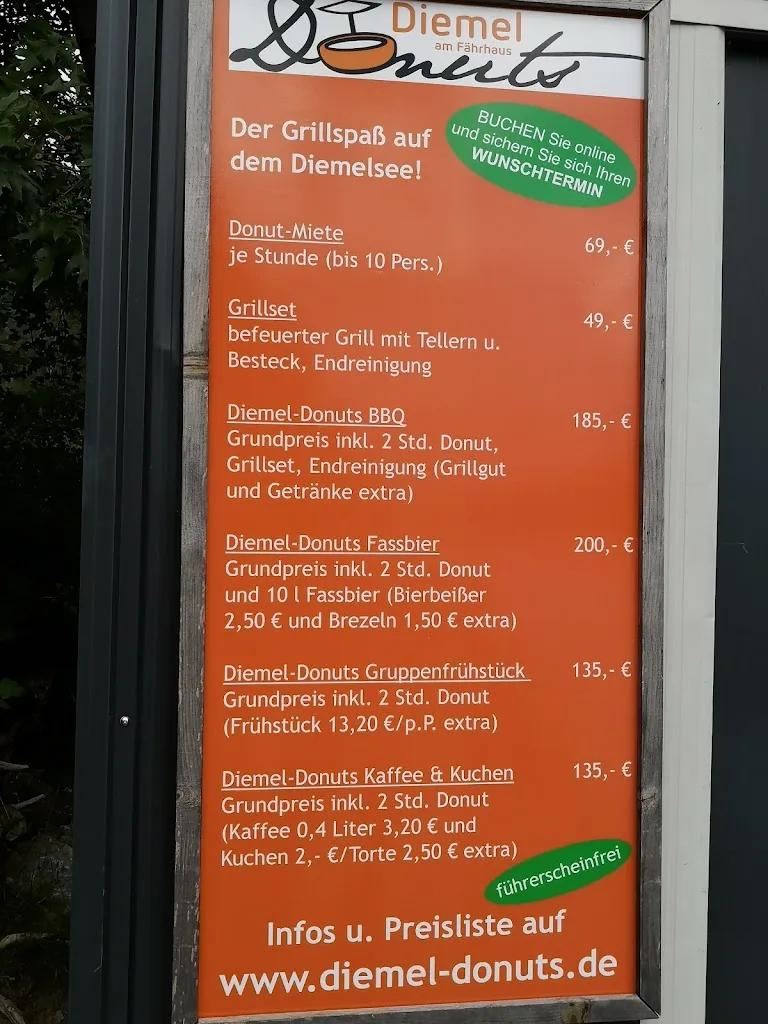 Diemel
am Fährhaus
Donuts
Der Grillspaß auf
dem Diemelsee!
BUCHEN Sie online
und sichern Sie sich Ihren
WUNSCHTERMIN
Donut-Miete 69,- €
je Stunde (bis 10 Pers.)
Grillset 49,- €
befeuerter Grill mit Tellern u.
Besteck, Endreinigung
Diemel-Donuts BBQ 185,- €
Grundpreis inkl. 2 Std. Donut,
Grillset, Endreinigung (Grillgut
und Getränke extra)
Diemel-Donuts Fassbier 200,- €
Grundpreis inkl. 2 Std. Donut
und 10 l Fassbier (Bierbeißer
2,50 € und Brezeln 1,50 € extra)
Diemel-Donuts Gruppenfrühstück 135,- €
Grundpreis inkl. 2 Std. Donut
(Frühstück 13,20 €/p.P. extra)
Diemel-Donuts Kaffee & Kuchen 135,- €
Grundpreis inkl. 2 Std. Donut
(Kaffee 0,4 Liter 3,20 € und
Kuchen 2,- €/Torte 2,50 € extra)
führerscheinfrei
Infos u. Preisliste auf
www.diemel-donuts.de